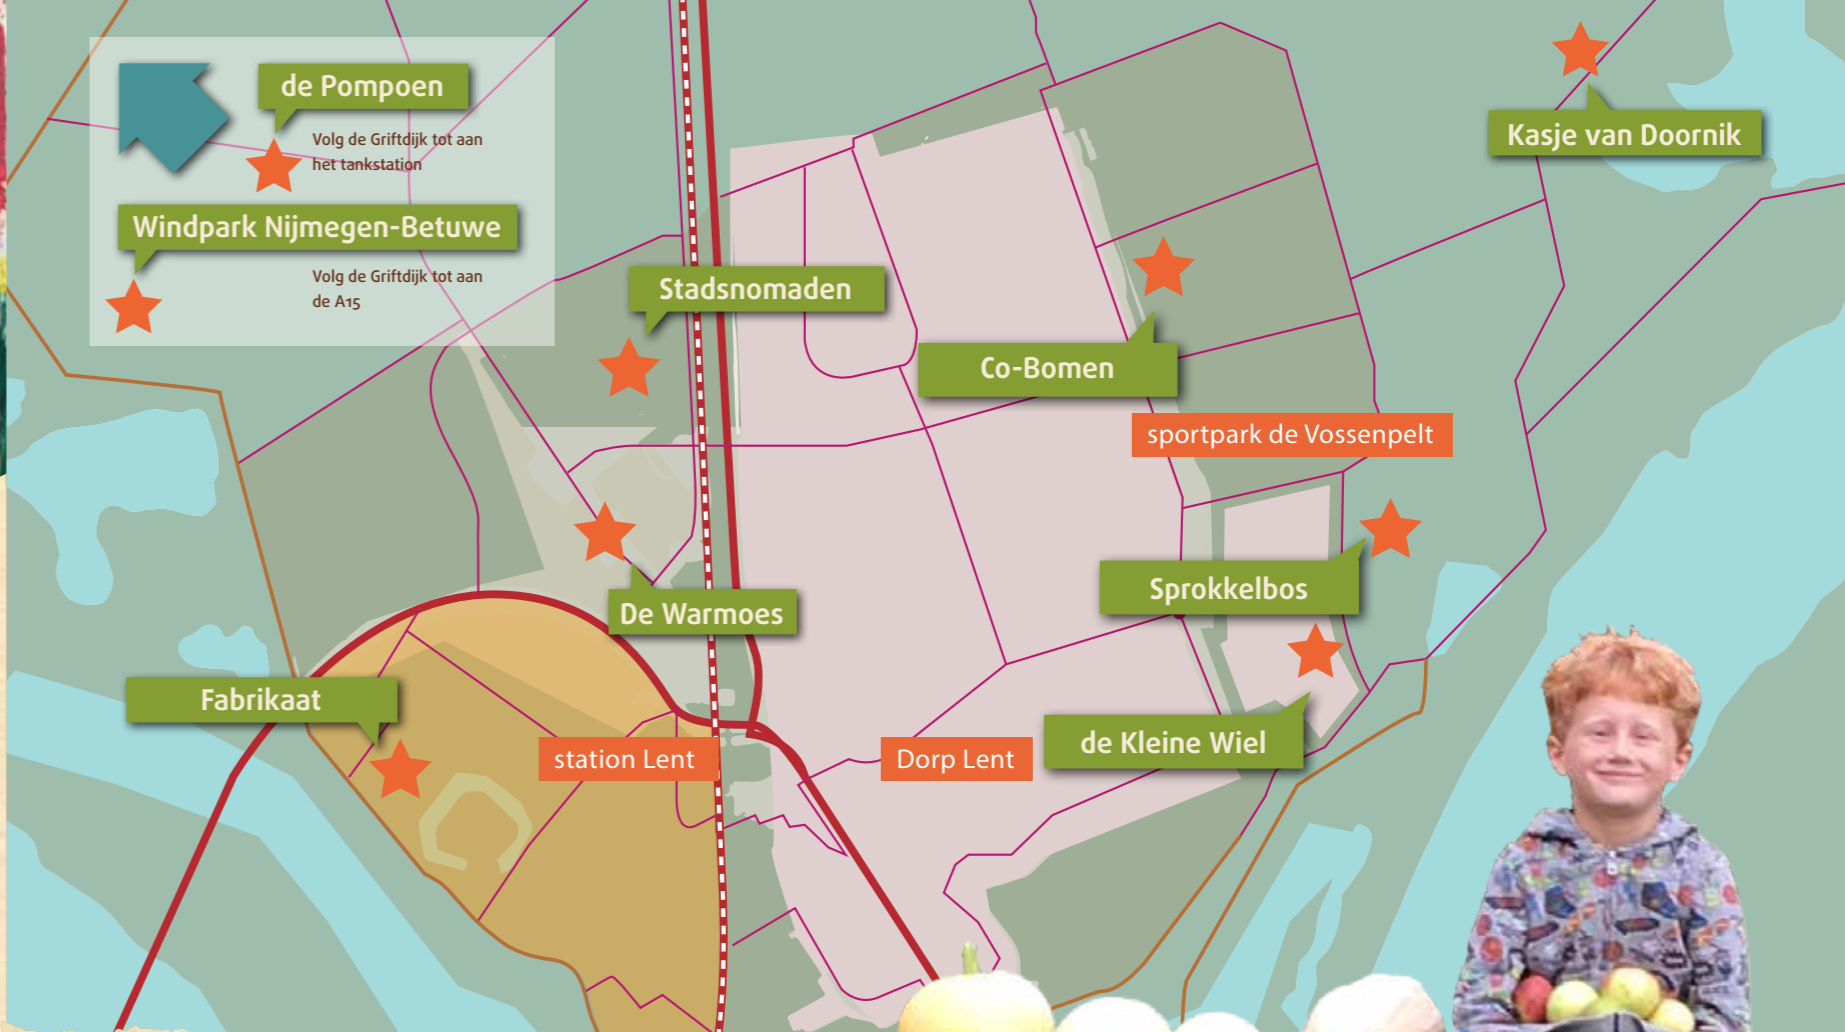 de Pompoen
Volg de Griftdijk tot aan
het tankstation
Windpark Nijmegen-Betuwe
Volg de Griftdijk tot aan
de A15
Kasje van Doornik
Stadsnomaden
Co-Bomen
sportpark de Vossenpelt
Sprokkelbos
De Warmoes
Fabrikaat
station Lent
Dorp Lent
de Kleine Wiel